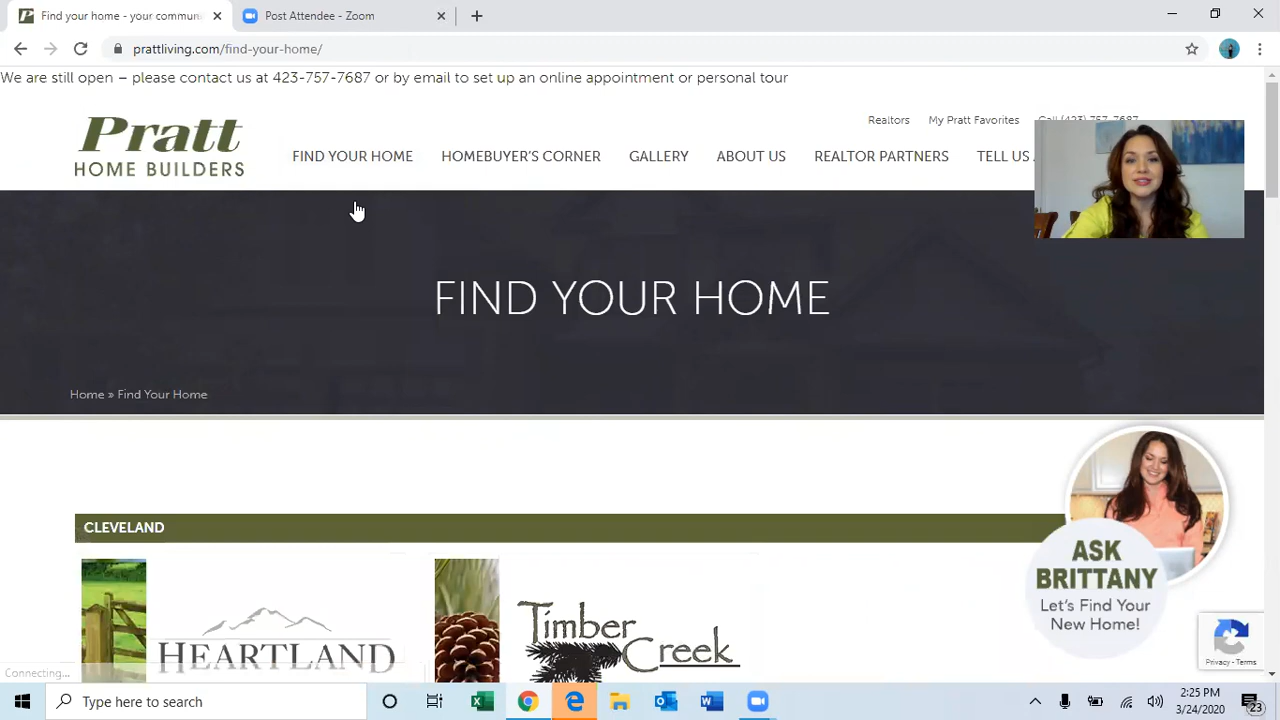 Find your home - your commun
Post Attendee - Zoom
prattliving.com/find-your-home/
We are still open – please contact us at 423-757-7687 or by email to set up an online appointment or personal tour
Realtors My Pratt Favorites Call (423) 757-7687
Pratt
HOME BUILDERS
FIND YOUR HOME HOMEBUYER'S CORNER GALLERY ABOUT US REALTOR PARTNERS TELL US
FIND YOUR HOME
Home » Find Your Home
CLEVELAND
HEARTLAND
Timber
Creek
ASK
BRITTANY
Let's Find Your
New Home!
Privacy - Terms
Connecting...
Type here to search
2:25 PM
3/24/2020
23